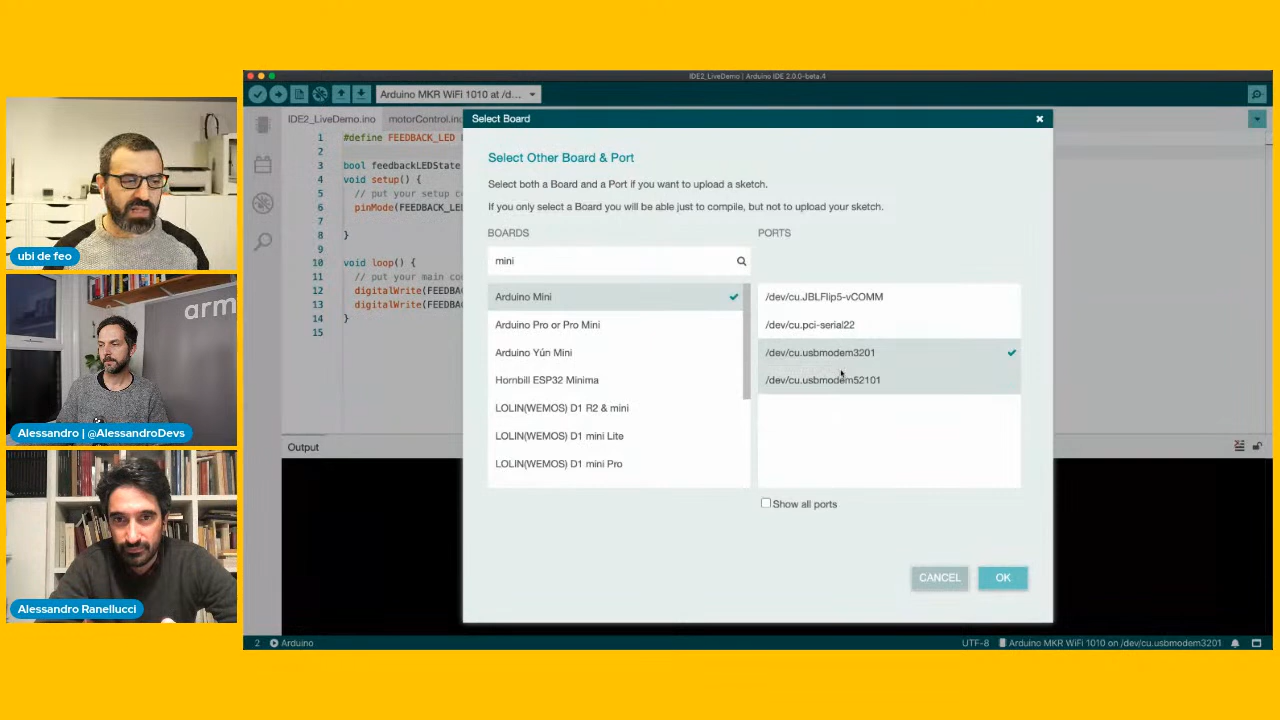 IDE2_LiveDemo | Arduino IDE 2.0.0-beta.4
Arduino MKR WiFi 1010 at /d...
IDE2_LiveDemo.ino
motorControl.in
1 #define FEEDBACK_LED
2
3 bool feedbackLEDState
4 void setup() {
5 // put your setup co
6 pinMode(FEEDBACK_LE
7
8 }
9
10 void loop() {
11 // put your main co
12 digitalWrite(FEEDB
13 digitalWrite(FEEDB
14 }
15
Output
Select Board
Select Other Board & Port
Select both a Board and a Port if you want to upload a sketch.
If you only select a Board you will be able just to compile, but not to upload your sketch.
BOARDS
mini
Arduino Mini
Arduino Pro or Pro Mini
Arduino Yún Mini
Hornbill ESP32 Minima
LOLIN(WEMOS) D1 R2 & mini
LOLIN(WEMOS) D1 mini Lite
LOLIN(WEMOS) D1 mini Pro
PORTS
/dev/cu.JBLFlip5-vCOMM
/dev/cu.pci-serial22
/dev/cu.usbmodem3201
/dev/cu.usbmodem52101
Show all ports
CANCEL
OK
2 Arduino
UTF-8 Arduino MKR WiFi 1010 on /dev/cu.usbmodem3201
arm
ubi de feo
arm
Alessandro | @AlessandroDevs
Alessandro Ranellucci